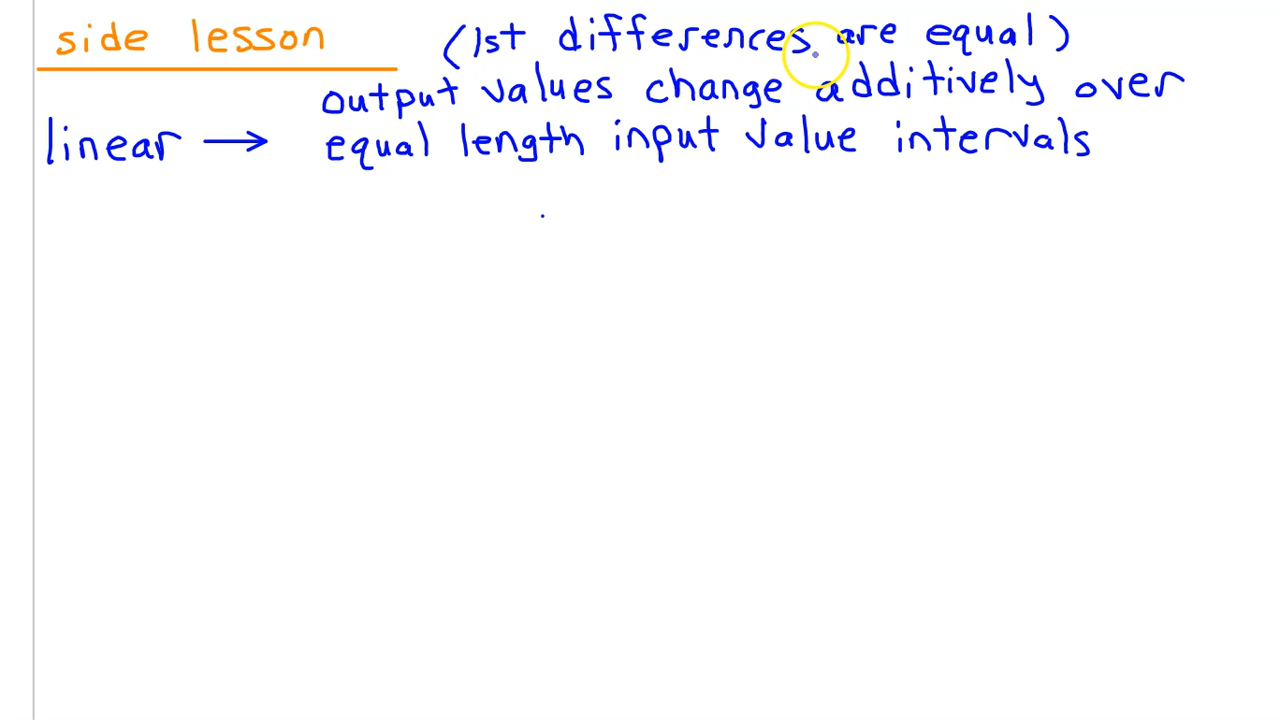 side lesson
(1st differences are equal)
output values change additively over
linear → equal length input value intervals